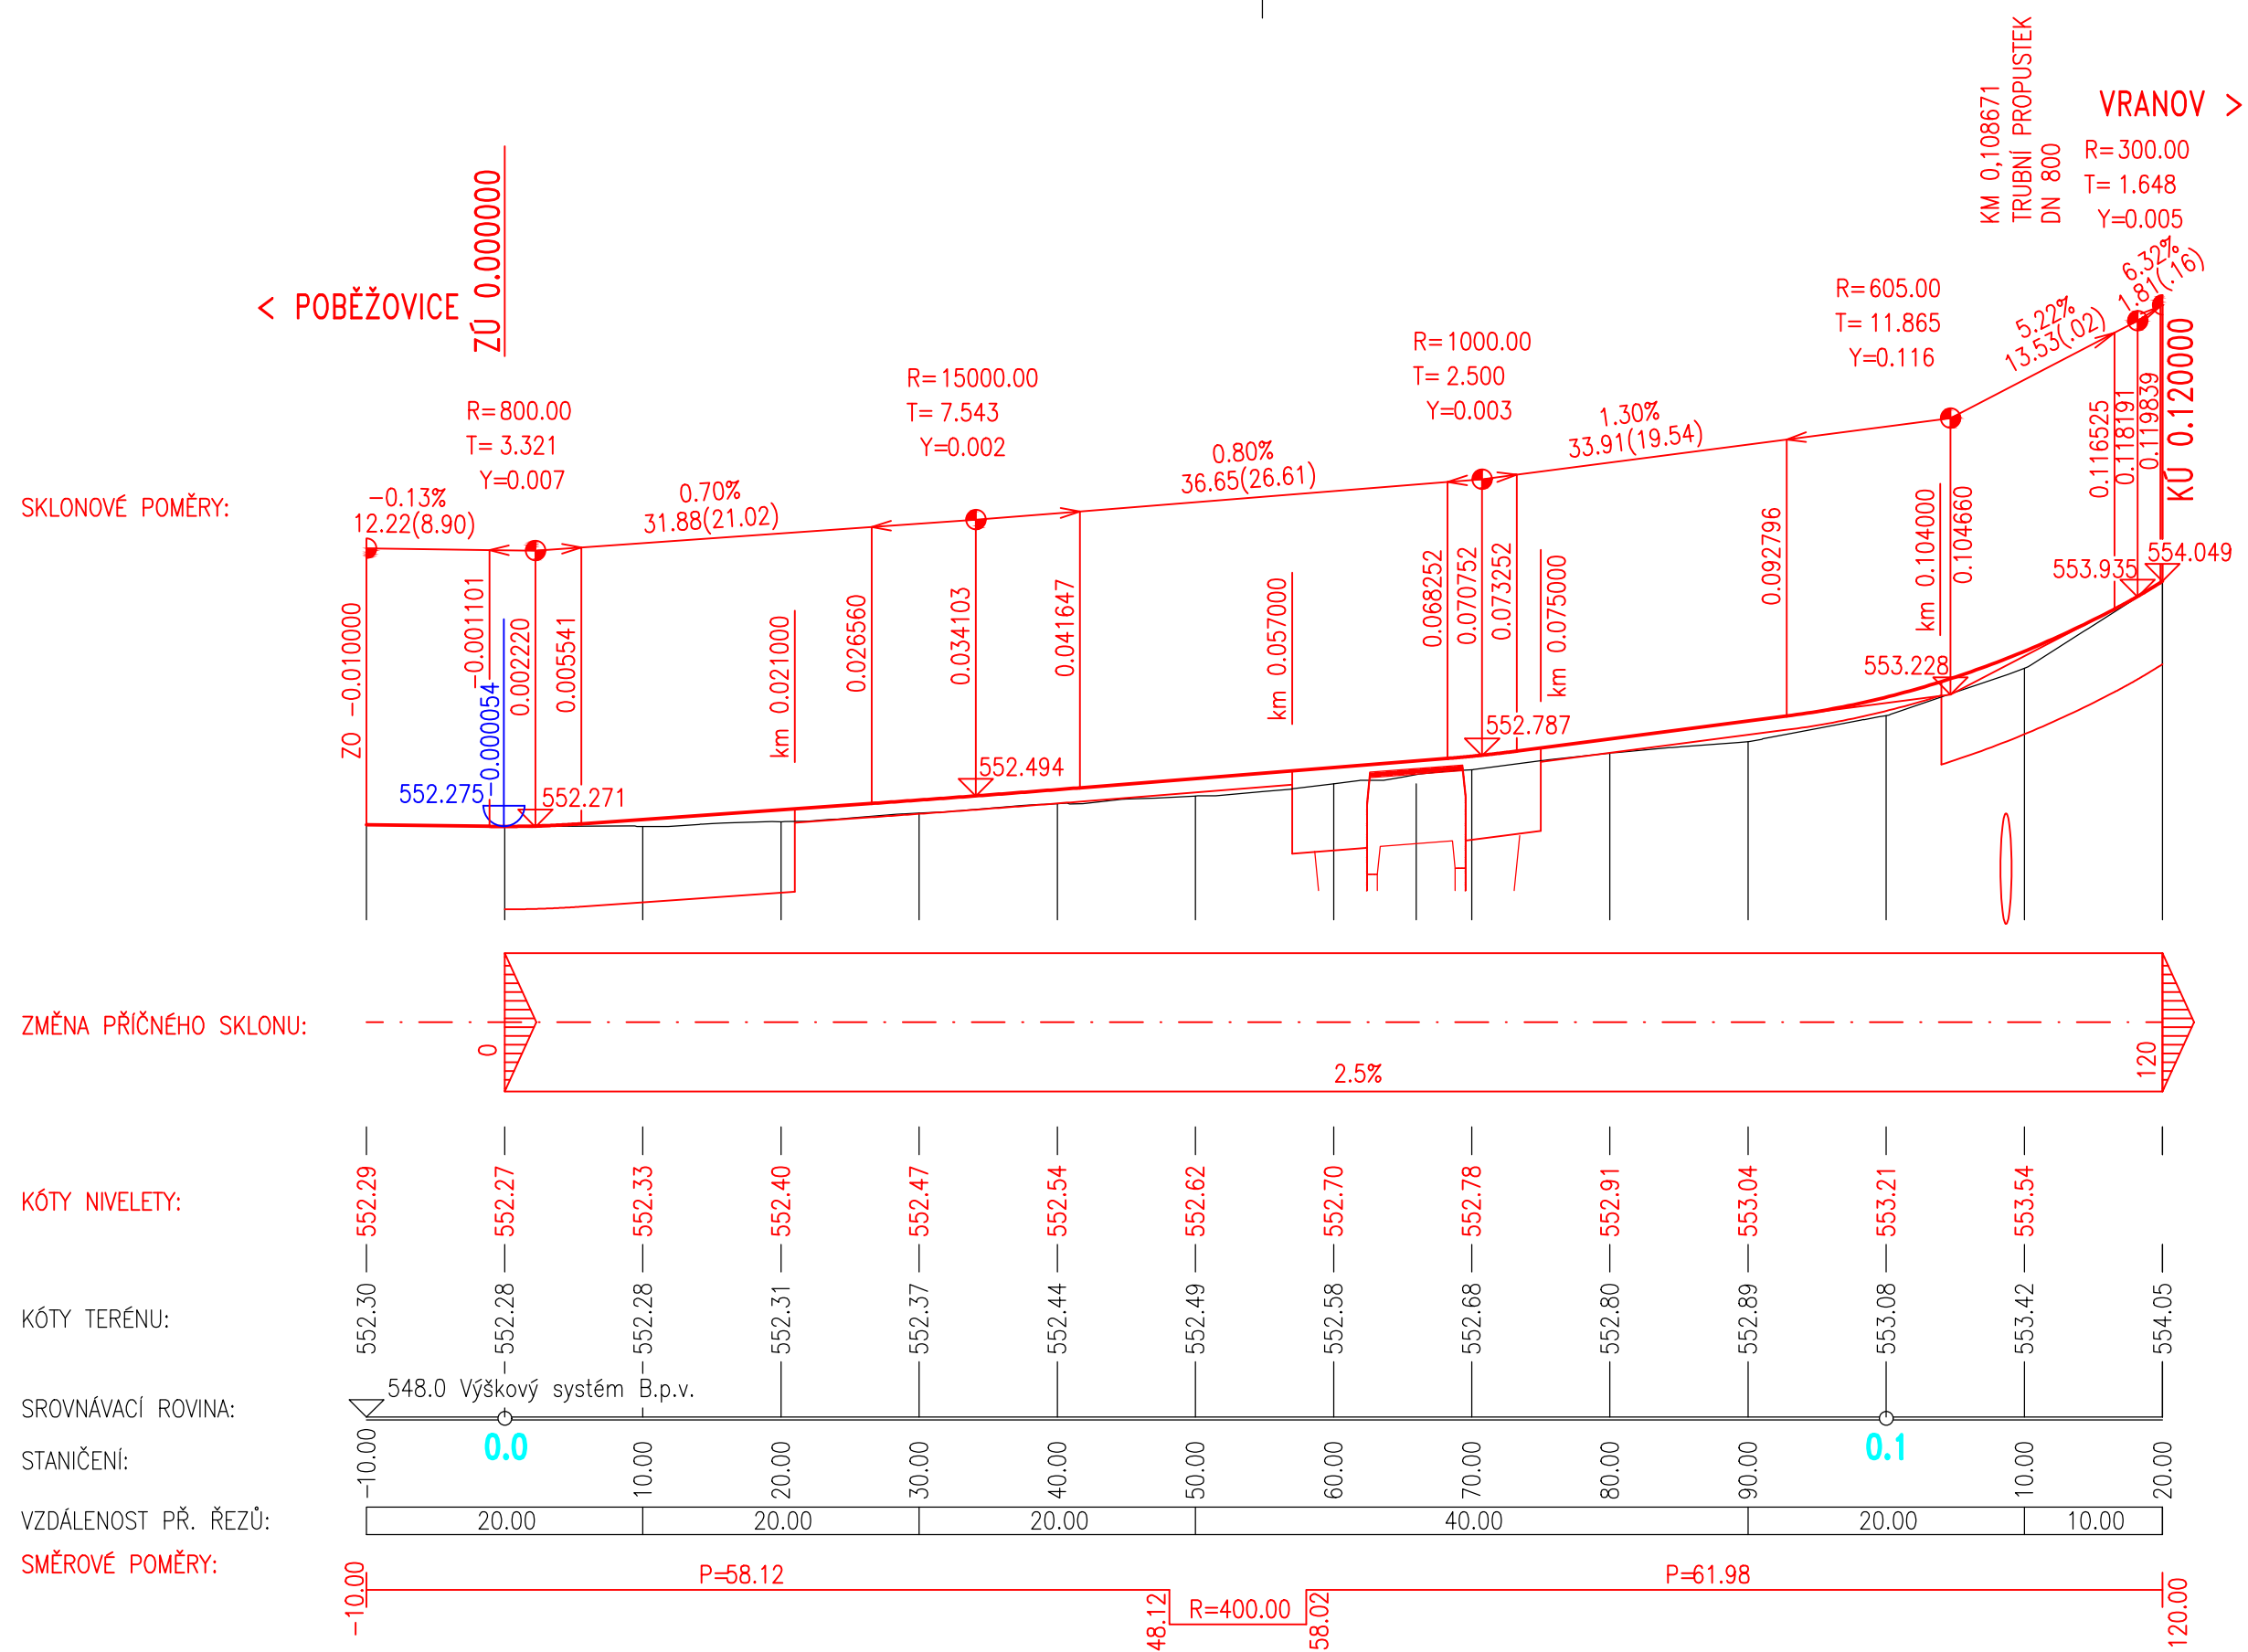 KM 0,108671
TRUBNÍ PROPUSTEK
DN 800
VRANOV >
R=300.00
T= 1.648
Y=0.005
6.32%
1.81(.16)
< POBĚŽOVICE
ZÚ 0.000000
R=605.00
T= 11.865
Y=0.116
5.22%
13.53(.02)
R=1000.00
T= 2.500
Y=0.003
R=15000.00
T= 7.543
Y=0.002
R=800.00
T= 3.321
Y=0.007
1.30%
33.91(19.54)
0.80%
36.65(26.61)
0.70%
31.88(21.02)
-0.13%
12.22(8.90)
SKLONOVÉ POMĚRY:
ZO -0.010000
-0.001101
-0.000054
0.002220
0.005541
km 0.021000
0.026560
0.034103
0.041647
km 0.057000
0.068252
0.070752
0.073252
km 0.075000
0.092796
km 0.104000
0.104660
0.116525
0.118191
0.119839
KÚ 0.120000
552.275
552.271
552.494
552.787
553.228
553.935
554.049
ZMĚNA PŘÍČNÉHO SKLONU:
0
2.5%
120
KÓTY NIVELETY:
552.29
552.27
552.33
552.40
552.47
552.54
552.62
552.70
552.78
552.91
553.04
553.21
553.54
KÓTY TERÉNU:
552.30
552.28
552.28
552.31
552.37
552.44
552.49
552.58
552.68
552.80
552.89
553.08
553.42
554.05
548.0 Výškový systém B.p.v.
SROVNÁVACÍ ROVINA:
STANIČENÍ:
-10.00
0.0
10.00
20.00
30.00
40.00
50.00
60.00
70.00
80.00
90.00
0.1
10.00
20.00
VZDÁLENOST PŘ. ŘEZŮ:
20.00
20.00
20.00
40.00
20.00
10.00
SMĚROVÉ POMĚRY:
-10.00
P=58.12
48.12
R=400.00
58.02
P=61.98
120.00